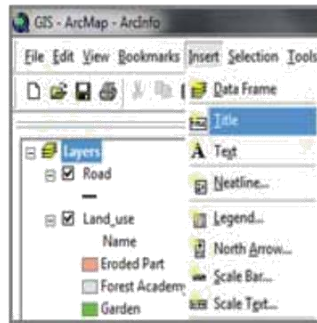 GIS - ArcMap - ArcInfo
File Edit View Bookmarks Insert Selection Tools
Data Frame
Title
A Text
Neatline...
Legend...
North Arrow...
Scale Bar...
Scale Text...
Layers
Road
Land_use
Name
Eroded Part
Forest Academy
Garden